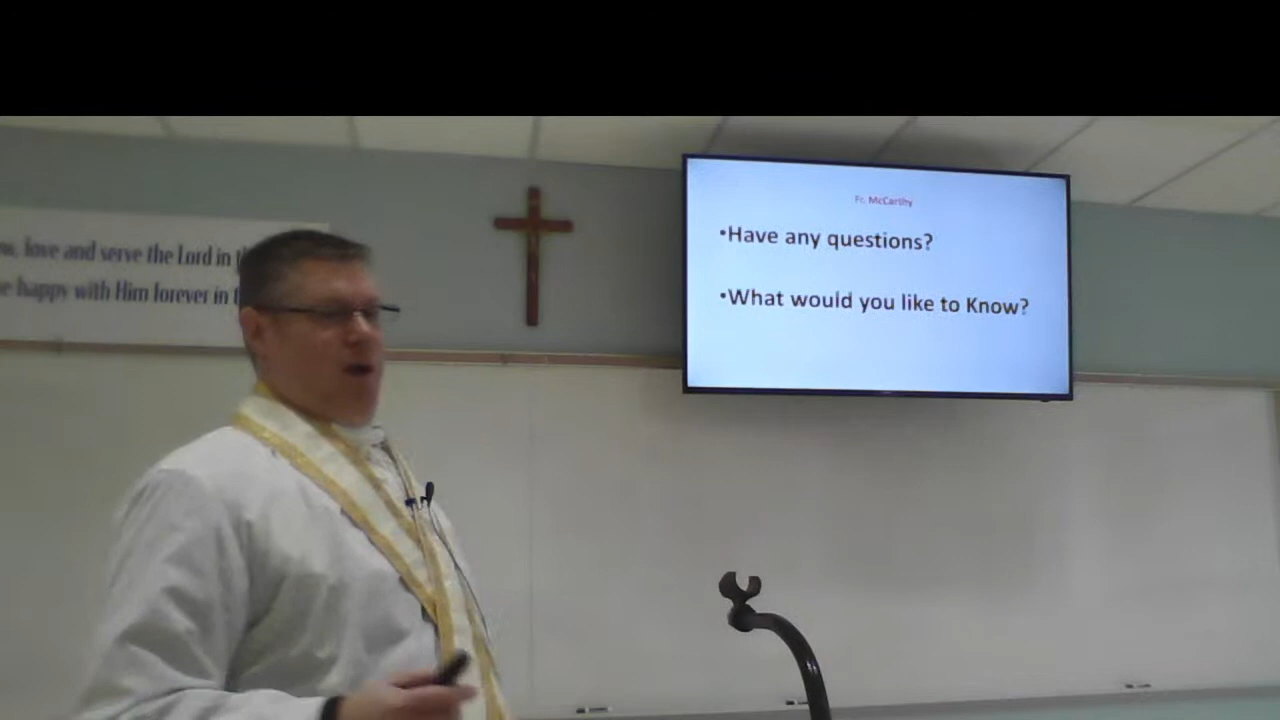 Fr. McCarthy
•Have any questions?
•What would you like to Know?
love and serve the Lord in
happy with Him forever in